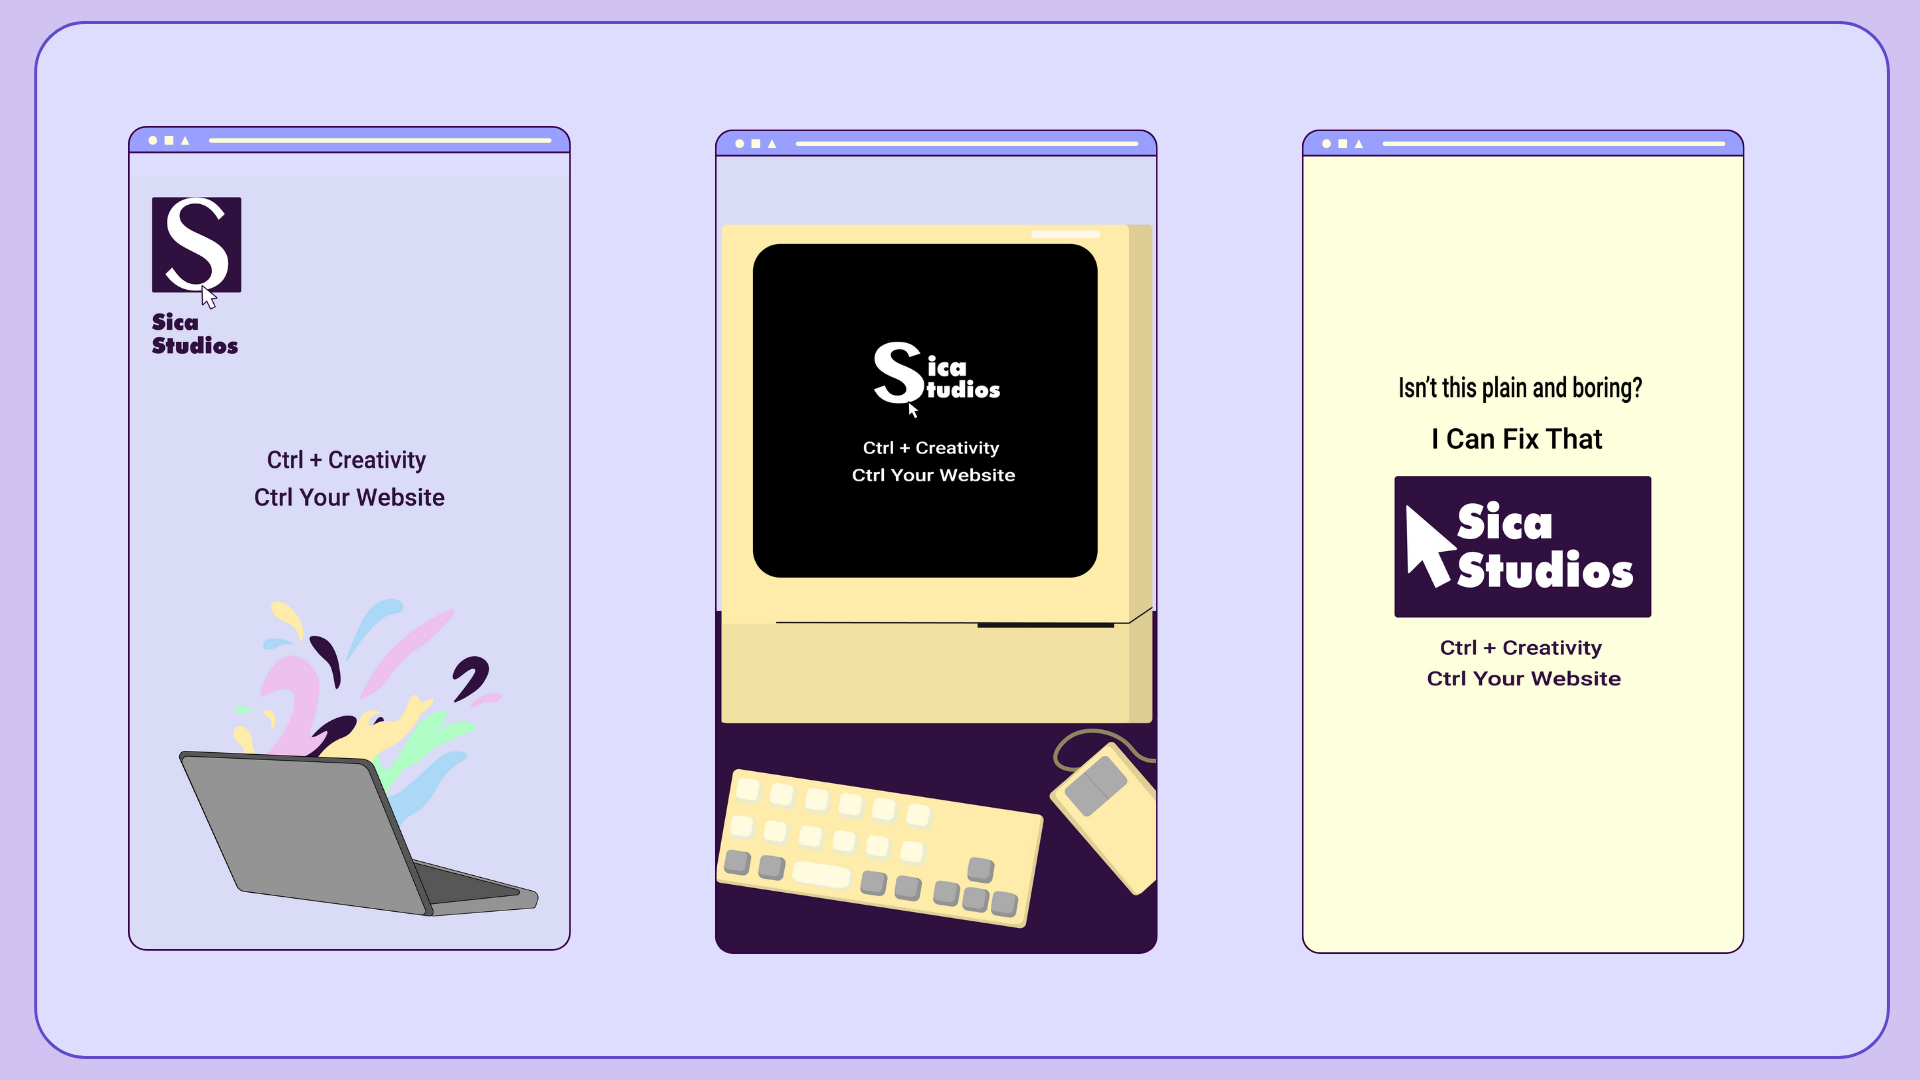 S
Sica
Studios
Ctrl + Creativity
Ctrl Your Website
Sica
Studios
Ctrl + Creativity
Ctrl Your Website
Isn't this plain and boring?
I Can Fix That
Sica
Studios
Ctrl + Creativity
Ctrl Your Website